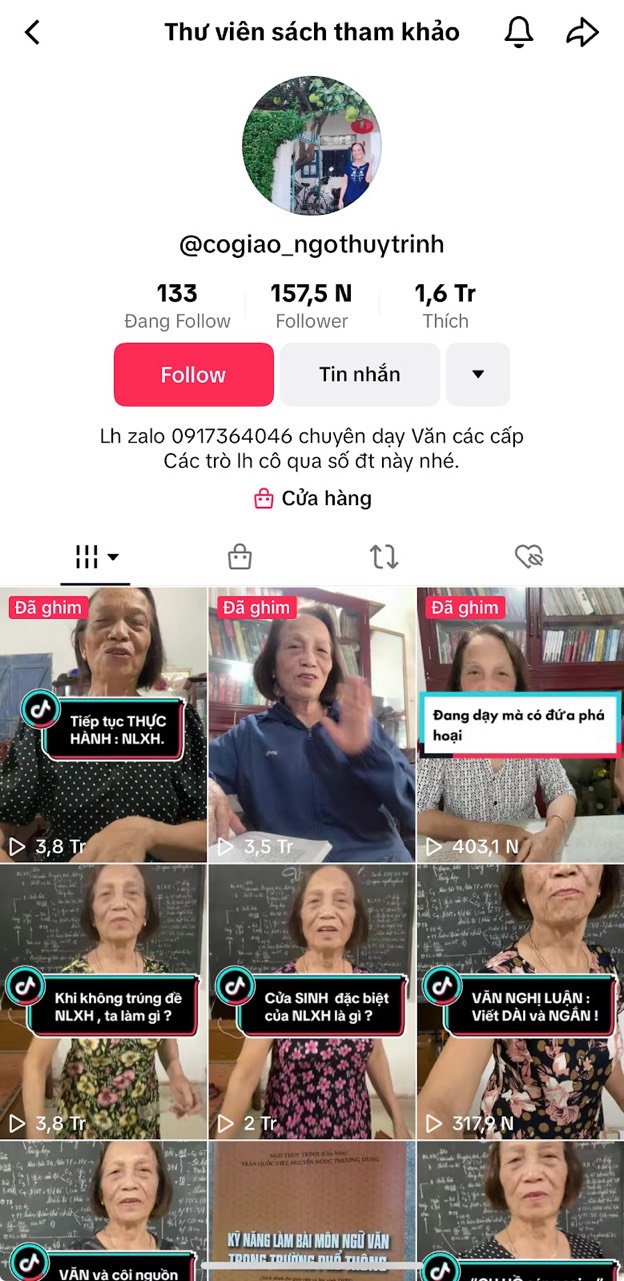 Thư viên sách tham khảo
@cogiao_ngothuytrinh
133
157,5 N
1,6 Tr
Đang Follow
Follower
Thích
Follow
Tin nhắn
Lh zalo 0917364046 chuyên dạy Văn các cấp
Các trò lh cô qua số đt này nhé.
Cửa hàng
Đã ghim
Đã ghim
Đã ghim
Tiếp tục THỰC
HÀNH : NLXH.
Đang dạy mà có đứa phá
hoại
3,8 Tr
3,5 Tr
403,1 N
Khi không trúng đề
NLXH , ta làm gì ?
Cửa SINH đặc biệt
của NLXH là gì ?
VĂN NGHỊ LUẬN :
Viết DÀI và NGẮN !
3,8 Tr
2 Tr
317,9 N
NGÔ THÚY TRINH (Chủ biên)
TRẦN QUỐC VIỆT, NGUYỄN NGỌC PHƯƠNG DUNG
KỸ NĂNG LÀM BÀI MÔN NGỮ VĂN
TRONG TRƯỜNG PHỔ THÔNG
VĂN và cội nguồn